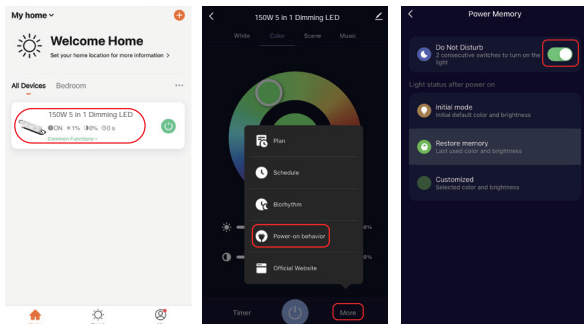 My home
Welcome Home
Set your home location for more information >
All Devices
Bedroom
150W 5 in 1 Dimming LED
ON
1%
0%
0 s
Common Functions
150W 5 in 1 Dimming LED
White
Color
Scene
Music
Plan
Schedule
Biorhythm
Power-on behavior
Official Website
0%
0%
Timer
More
Power Memory
Do Not Disturb
2 consecutive switches to turn on the
light
Light status after power on
Initial mode
Initial default color and brightness
Restore memory
Last used color and brightness
Customized
Selected color and brightness